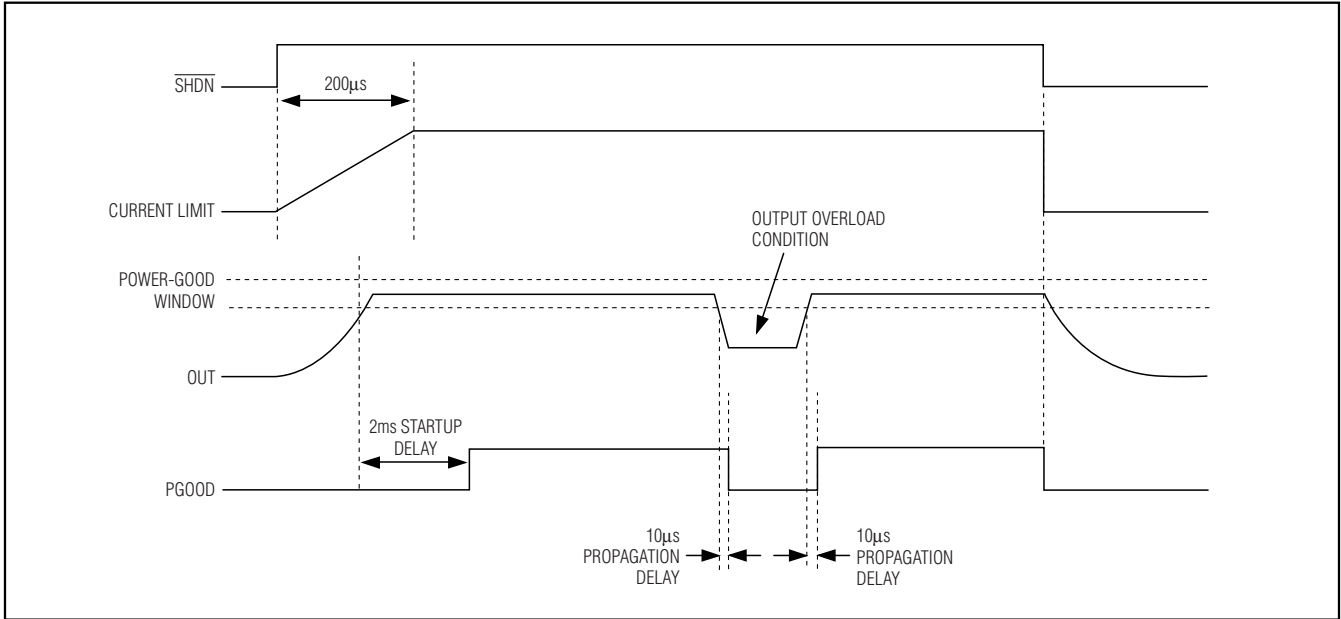 SHDN
200µs
CURRENT LIMIT
OUTPUT OVERLOAD
CONDITION
POWER-GOOD
WINDOW
OUT
2ms STARTUP
DELAY
PGOOD
10µs
PROPAGATION
DELAY
10µs
PROPAGATION
DELAY